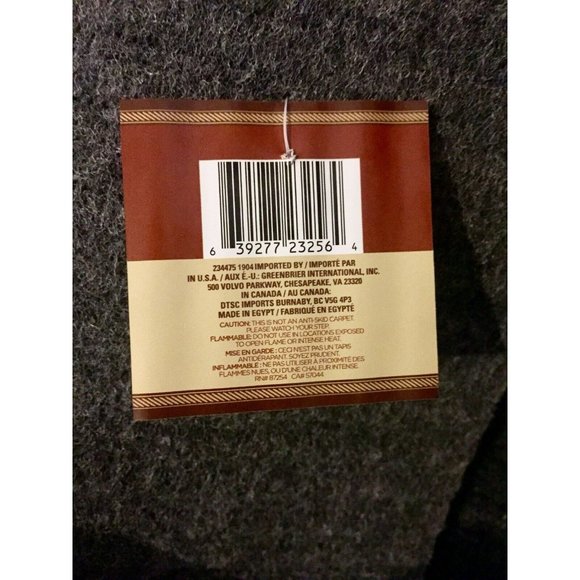 6 39277 23256 4
234475 1904 IMPORTED BY / IMPORTÉ PAR
IN U.S.A. / AUX É.-U.: GREENBRIER INTERNATIONAL, INC.
500 VOLVO PARKWAY, CHESAPEAKE, VA 23320
IN CANADA / AU CANADA:
DTSC IMPORTS BURNABY, BC V5G 4P3
MADE IN EGYPT / FABRIQUÉ EN EGYPTÉ
CAUTION: THIS IS NOT AN ANTI-SKID CARPET.
PLEASE WATCH YOUR STEP.
FLAMMABLE: DO NOT USE IN LOCATIONS EXPOSED
TO OPEN FLAME OR INTENSE HEAT.
MISE EN GARDE : CECI N'EST PAS UN TAPIS
ANTIDÉRAPANT. SOYEZ PRUDENT.
INFLAMMABLE : NE PAS UTILISER À PROXIMITÉ DES
FLAMMES NUES, OU D'UNE CHALEUR INTENSE.
RN# 87254 CA# 57044